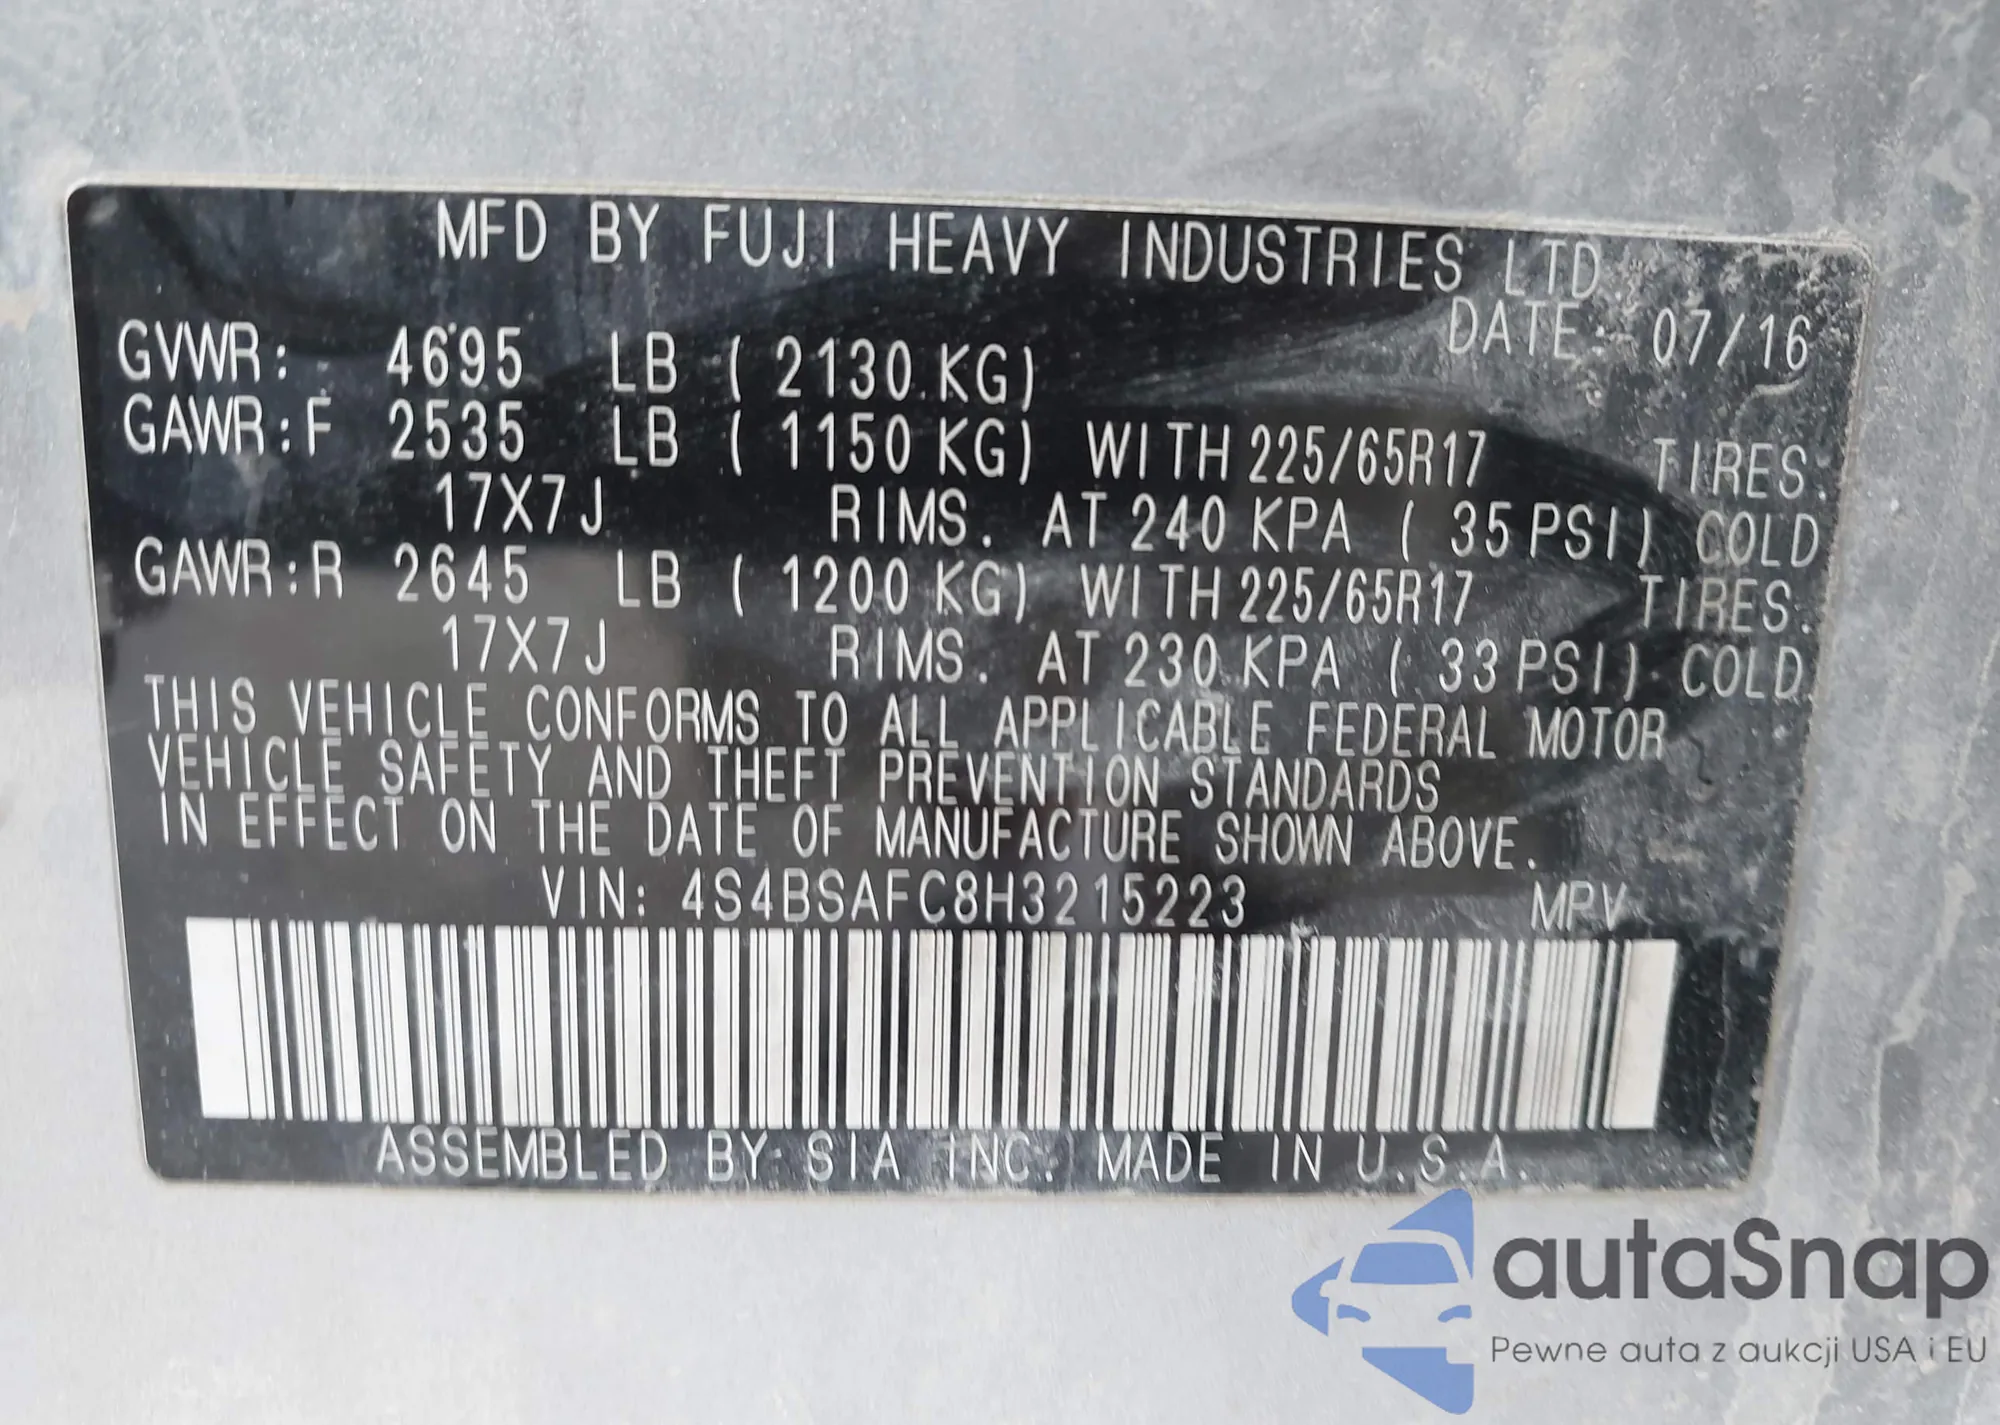 MFD BY FUJI HEAVY INDUSTRIES LTD.
DATE: 07/16
GVWR: 4695 LB ( 2130 KG)
GAWR:F 2535 LB ( 1150 KG) WITH 225/65R17 TIRES.
17X7J RIMS. AT 240 KPA ( 35 PSI) COLD
GAWR:R 2645 LB ( 1200 KG) WITH 225/65R17 TIRES.
17X7J RIMS. AT 230 KPA ( 33 PSI) COLD.
THIS VEHICLE CONFORMS TO ALL APPLICABLE FEDERAL MOTOR
VEHICLE SAFETY AND THEFT PREVENTION STANDARDS
IN EFFECT ON THE DATE OF MANUFACTURE SHOWN ABOVE.
VIN: 4S4BSAFC8H3215223 MPV
ASSEMBLED BY SIA INC. MADE IN U.S.A.
autaSnap
Pewne auta z aukcji USA i EU